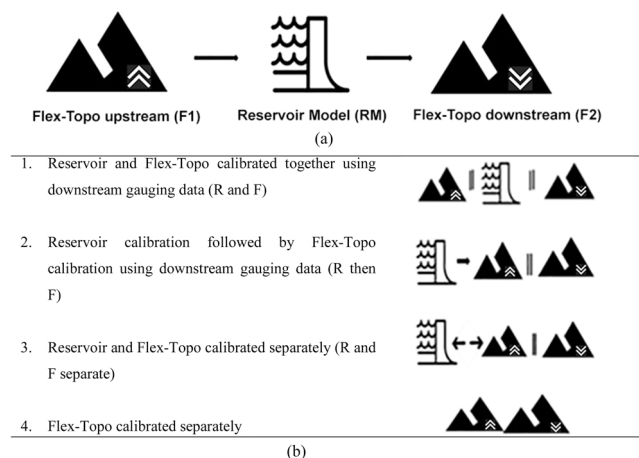 Flex-Topo upstream (F1) Reservoir Model (RM) Flex-Topo downstream (F2)
(a)
1. Reservoir and Flex-Topo calibrated together using
downstream gauging data (R and F)
2. Reservoir calibration followed by Flex-Topo
calibration using downstream gauging data (R then
F)
3. Reservoir and Flex-Topo calibrated separately (R and
F separate)
4. Flex-Topo calibrated separately
(b)